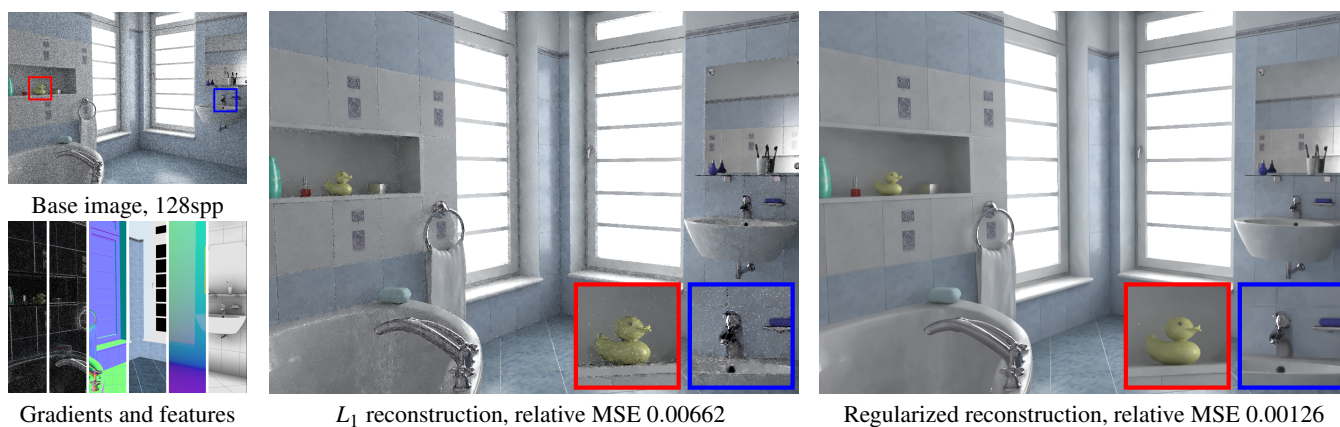 Base image, 128spp
Gradients and features
L₁ reconstruction, relative MSE 0.00662
Regularized reconstruction, relative MSE 0.00126